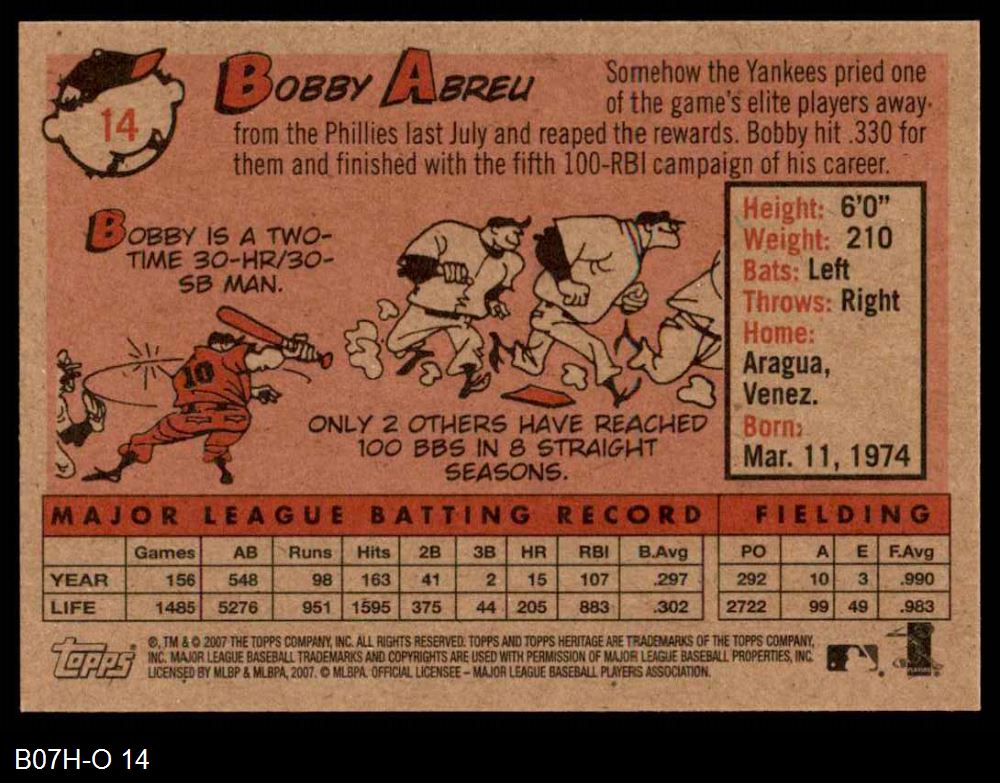 14
BOBBY ABREU
Somehow the Yankees pried one
of the game's elite players away
from the Phillies last July and reaped the rewards. Bobby hit .330 for
them and finished with the fifth 100-RBI campaign of his career.
BOBBY IS A TWO-
TIME 30-HR/30-
SB MAN.
10
ONLY 2 OTHERS HAVE REACHED
100 BBS IN 8 STRAIGHT
SEASONS.
Height: 6'0"
Weight: 210
Bats: Left
Throws: Right
Home:
Aragua,
Venez.
Born:
Mar. 11, 1974
MAJOR LEAGUE BATTING RECORD FIELDING
Games AB Runs Hits 2B 3B HR RBI B.Avg PO A E F.Avg
YEAR 156 548 98 163 41 2 15 107 .297 292 10 3 .990
LIFE 1485 5276 951 1595 375 44 205 883 .302 2722 99 49 .983
Topps
®, TM & © 2007 THE TOPPS COMPANY, INC. ALL RIGHTS RESERVED. TOPPS AND TOPPS HERITAGE ARE TRADEMARKS OF THE TOPPS COMPANY,
INC. MAJOR LEAGUE BASEBALL TRADEMARKS AND COPYRIGHTS ARE USED WITH PERMISSION OF MAJOR LEAGUE BASEBALL PROPERTIES, INC.
LICENSED BY MLBP & MLBPA, 2007. © MLBPA. OFFICIAL LICENSEE – MAJOR LEAGUE BASEBALL PLAYERS ASSOCIATION.
B07H-O 14